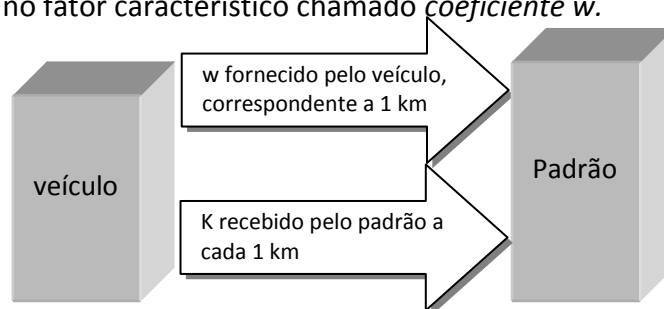 no fator característico chamado coeficiente w.
w fornecido pelo veículo,
correspondente a 1 km
veículo
Padrão
K recebido pelo padrão a
cada 1 km